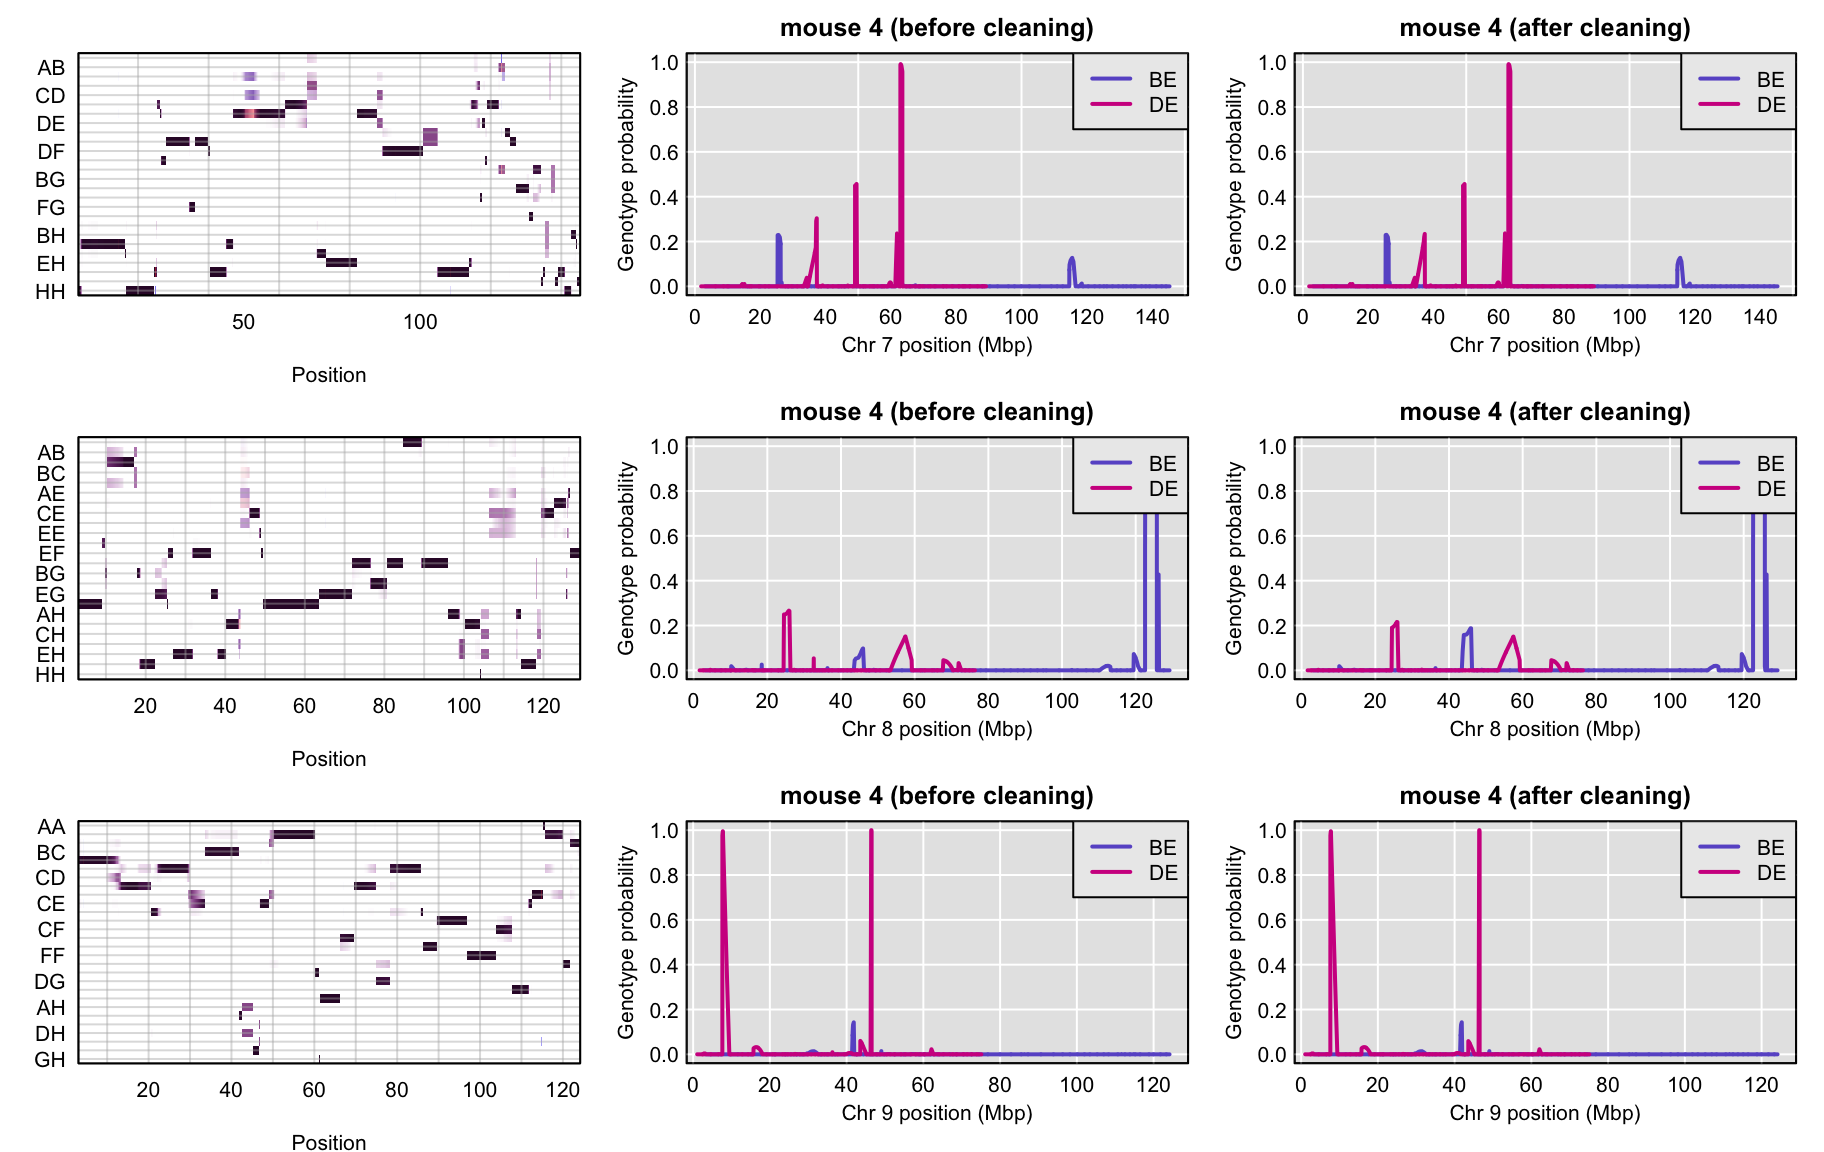 mouse 4 (before cleaning)
mouse 4 (after cleaning)
AB
CD
DE
DF
BG
FG
BH
EH
HH
50 100
Position
Genotype probability
1.0
0.8
0.6
0.4
0.2
0.0
BE
DE
0 20 40 60 80 100 120 140
Chr 7 position (Mbp)
Genotype probability
1.0
0.8
0.6
0.4
0.2
0.0
BE
DE
0 20 40 60 80 100 120 140
Chr 7 position (Mbp)
mouse 4 (before cleaning)
mouse 4 (after cleaning)
AB
BC
AE
CE
EE
EF
BG
EG
AH
CH
EH
HH
20 40 60 80 100 120
Position
Genotype probability
1.0
0.8
0.6
0.4
0.2
0.0
BE
DE
0 20 40 60 80 100 120
Chr 8 position (Mbp)
Genotype probability
1.0
0.8
0.6
0.4
0.2
0.0
BE
DE
0 20 40 60 80 100 120
Chr 8 position (Mbp)
mouse 4 (before cleaning)
mouse 4 (after cleaning)
AA
BC
CD
CE
CF
FF
DG
AH
DH
GH
20 40 60 80 100 120
Position
Genotype probability
1.0
0.8
0.6
0.4
0.2
0.0
BE
DE
0 20 40 60 80 100 120
Chr 9 position (Mbp)
Genotype probability
1.0
0.8
0.6
0.4
0.2
0.0
BE
DE
0 20 40 60 80 100 120
Chr 9 position (Mbp)